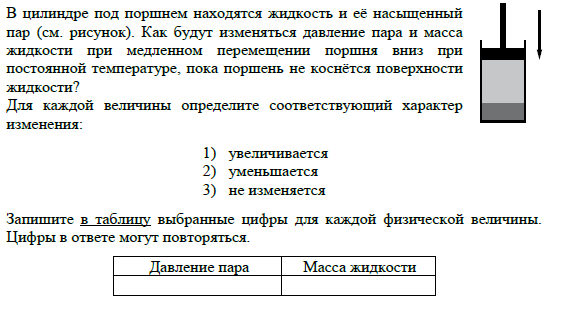 В цилиндре под поршнем находятся жидкость и её насыщенный
пар (см. рисунок). Как будут изменяться давление пара и масса
жидкости при медленном перемещении поршня вниз при
постоянной температуре, пока поршень не коснётся поверхности
жидкости?
Для каждой величины определите соответствующий характер
изменения:
1) увеличивается
2) уменьшается
3) не изменяется
Запишите в таблицу выбранные цифры для каждой физической величины.
Цифры в ответе могут повторяться.
Давление пара Масса жидкости